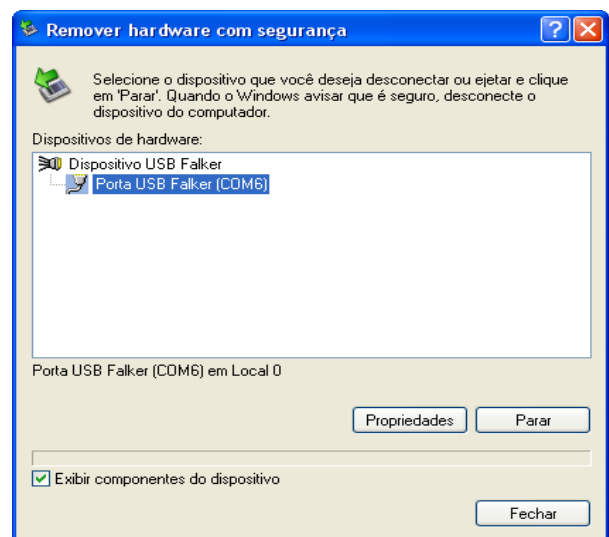 Remover hardware com segurança
Selecione o dispositivo que você deseja desconectar ou ejetar e clique
em 'Parar'. Quando o Windows avisar que é seguro, desconecte o
dispositivo do computador.
Dispositivos de hardware:
Dispositivo USB Falker
Porta USB Falker (COM6)
Porta USB Falker (COM6) em Local 0
Propriedades Parar
Exibir componentes do dispositivo
Fechar